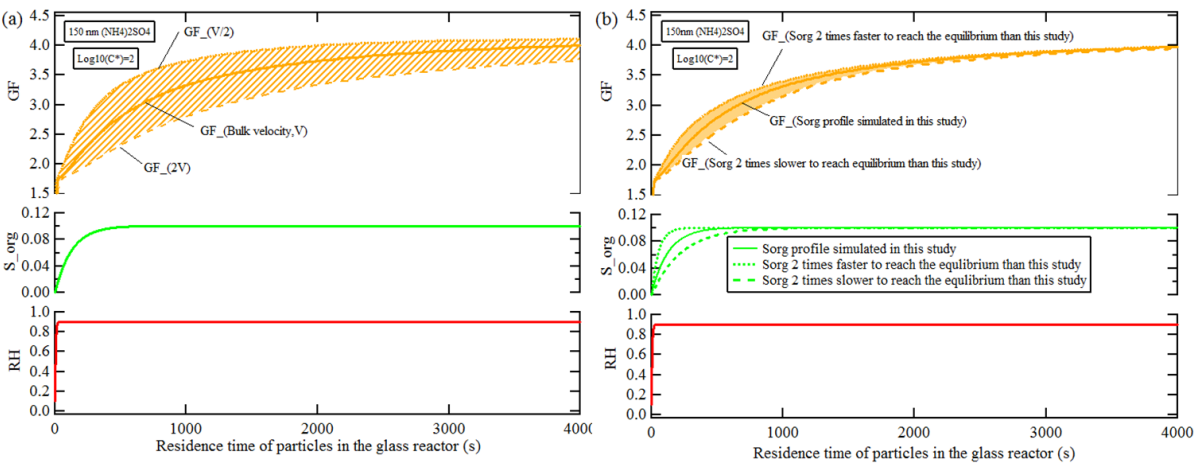 (a)
150 nm (NH4)2SO4
Log10(C*)=2
GF_(V/2)
GF_(Bulk velocity,V)
GF_(2V)
GF
4.0
3.5
3.0
2.5
2.0
1.5
S_org
0.12
0.08
0.04
0.00
RH
1.0
0.8
0.6
0.4
0.2
0.0
0 1000 2000 3000 4000
Residence time of particles in the glass reactor (s)
(b)
150nm (NH4)2SO4
Log10(C*)=2
GF_(Sorg 2 times faster to reach the equilibrium than this study)
GF_(Sorg profile simulated in this study)
GF_(Sorg 2 times slower to reach equilibrium than this study)
GF
4.0
3.5
3.0
2.5
2.0
1.5
S_org
0.12
0.08
0.04
0.00
Sorg profile simulated in this study
Sorg 2 times faster to reach the equlibrium than this study
Sorg 2 times slower to reach the equlibrium than this study
RH
1.0
0.8
0.6
0.4
0.2
0.0
0 1000 2000 3000 4000
Residence time of particles in the glass reactor (s)